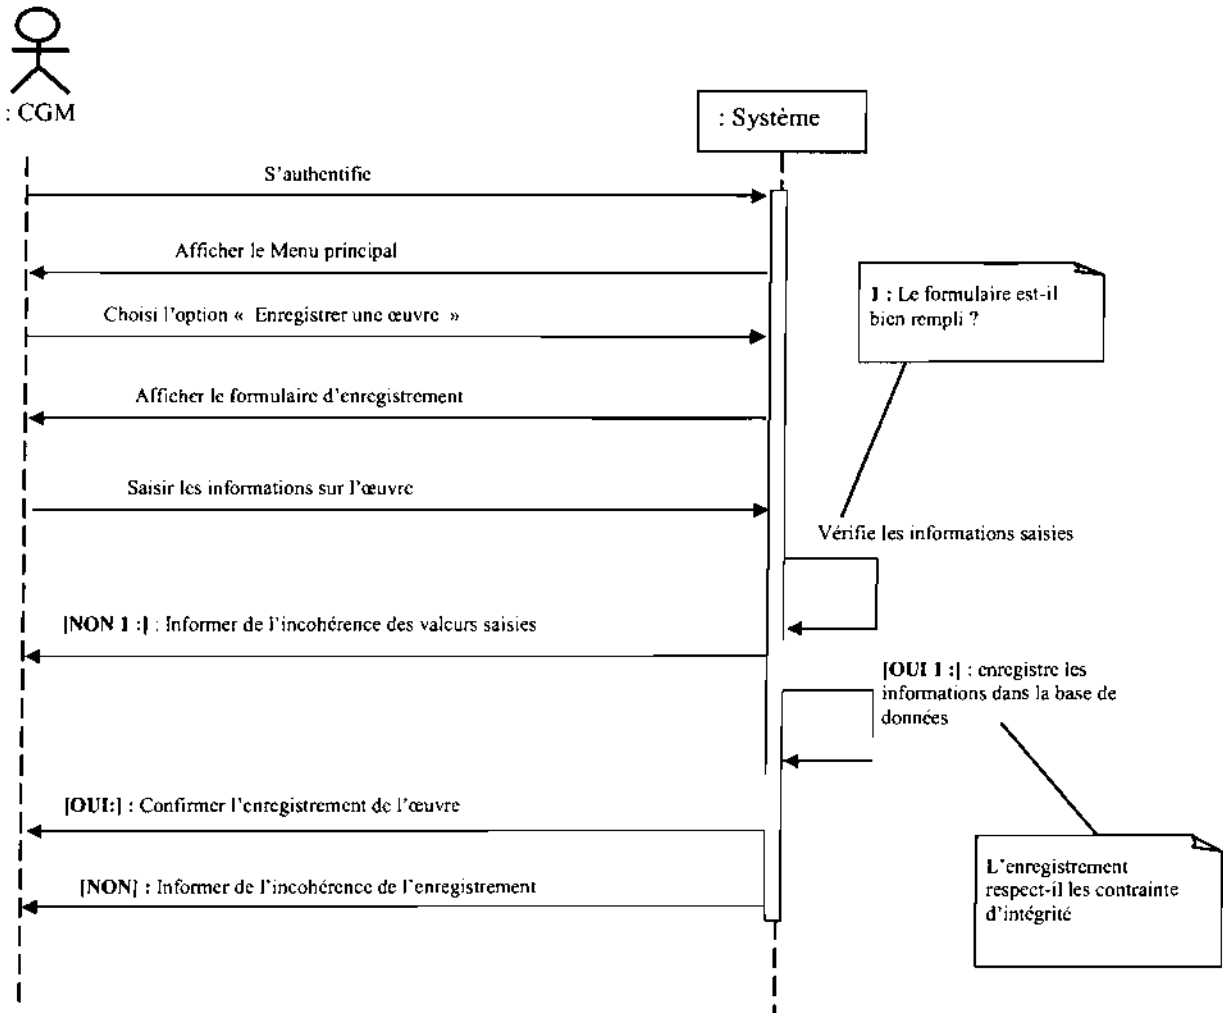 : CGM
: Système
S'authentifie
Afficher le Menu principal
1 : Le formulaire est-il
bien rempli ?
Choisi l'option « Enregistrer une œuvre »
Afficher le formulaire d'enregistrement
Saisir les informations sur l'œuvre
Vérifie les informations saisies
[NON 1 :] : Informer de l'incohérence des valeurs saisies
[OUI 1 :] : enregistre les
informations dans la base de
données
[OUI:] : Confirmer l'enregistrement de l'œuvre
[NON] : Informer de l'incohérence de l'enregistrement
L'enregistrement
respect-il les contrainte
d'intégrité